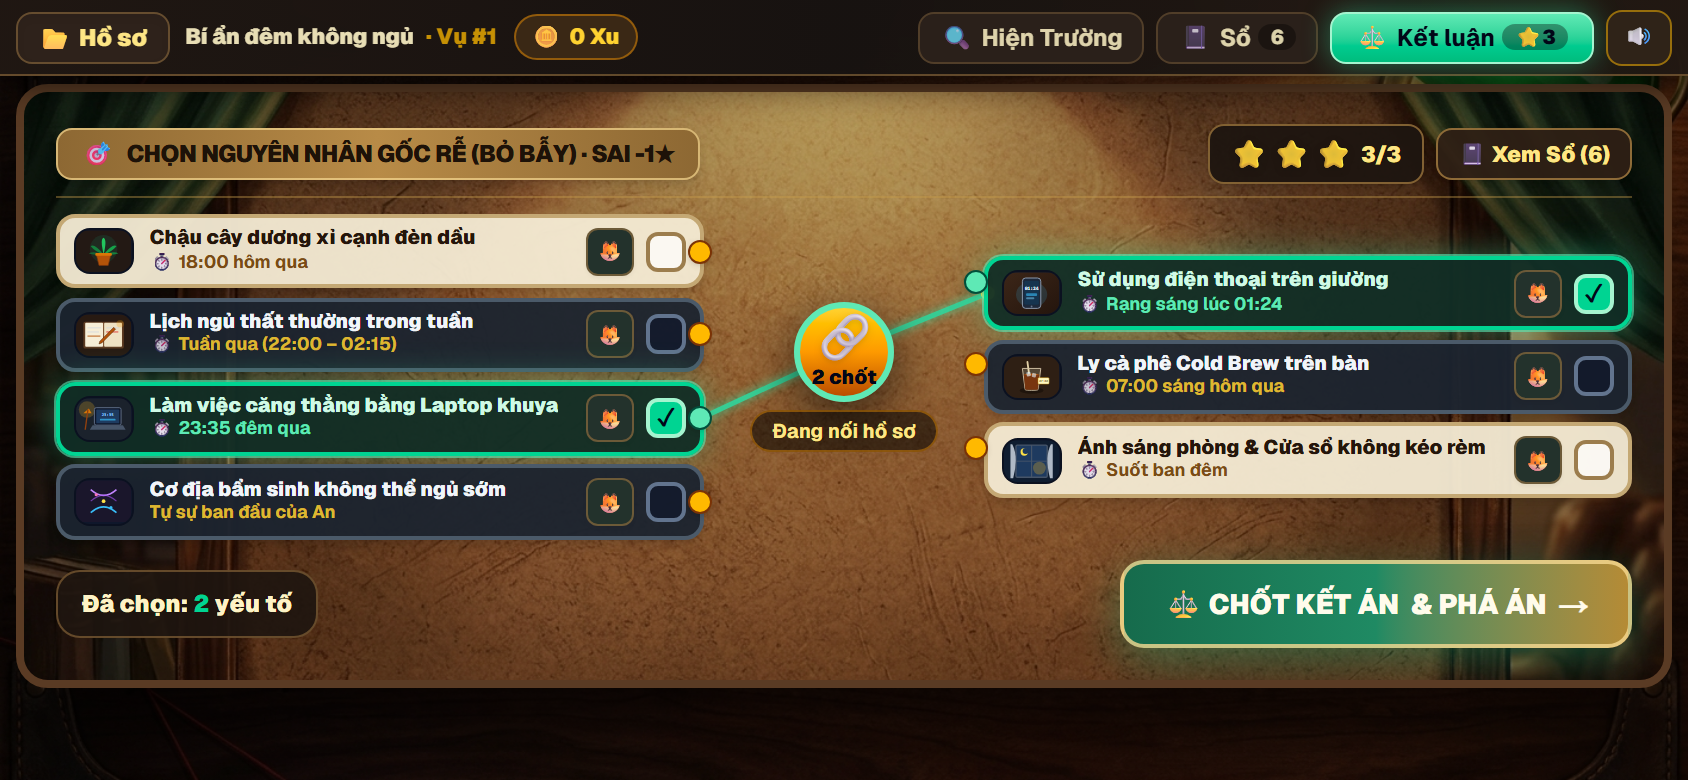 Hồ sơ
Bí ẩn đêm không ngủ · Vụ #1
0 Xu
Hiện Trường
Sổ 6
Kết luận ⭐3
CHỌN NGUYÊN NHÂN GỐC RỄ (BỎ BẪY) · SAI -1★
3/3
Xem Sổ (6)
Chậu cây dương xỉ cạnh đèn dầu
18:00 hôm qua
Lịch ngủ thất thường trong tuần
Tuần qua (22:00 – 02:15)
Làm việc căng thẳng bằng Laptop khuya
23:35 đêm qua
Cơ địa bẩm sinh không thể ngủ sớm
Tự sự ban đầu của An
2 chốt
Đang nối hồ sơ
Sử dụng điện thoại trên giường
Rạng sáng lúc 01:24
Ly cà phê Cold Brew trên bàn
07:00 sáng hôm qua
Ánh sáng phòng & Cửa sổ không kéo rèm
Suốt ban đêm
Đã chọn: 2 yếu tố
CHỐT KẾT ÁN & PHÁ ÁN →